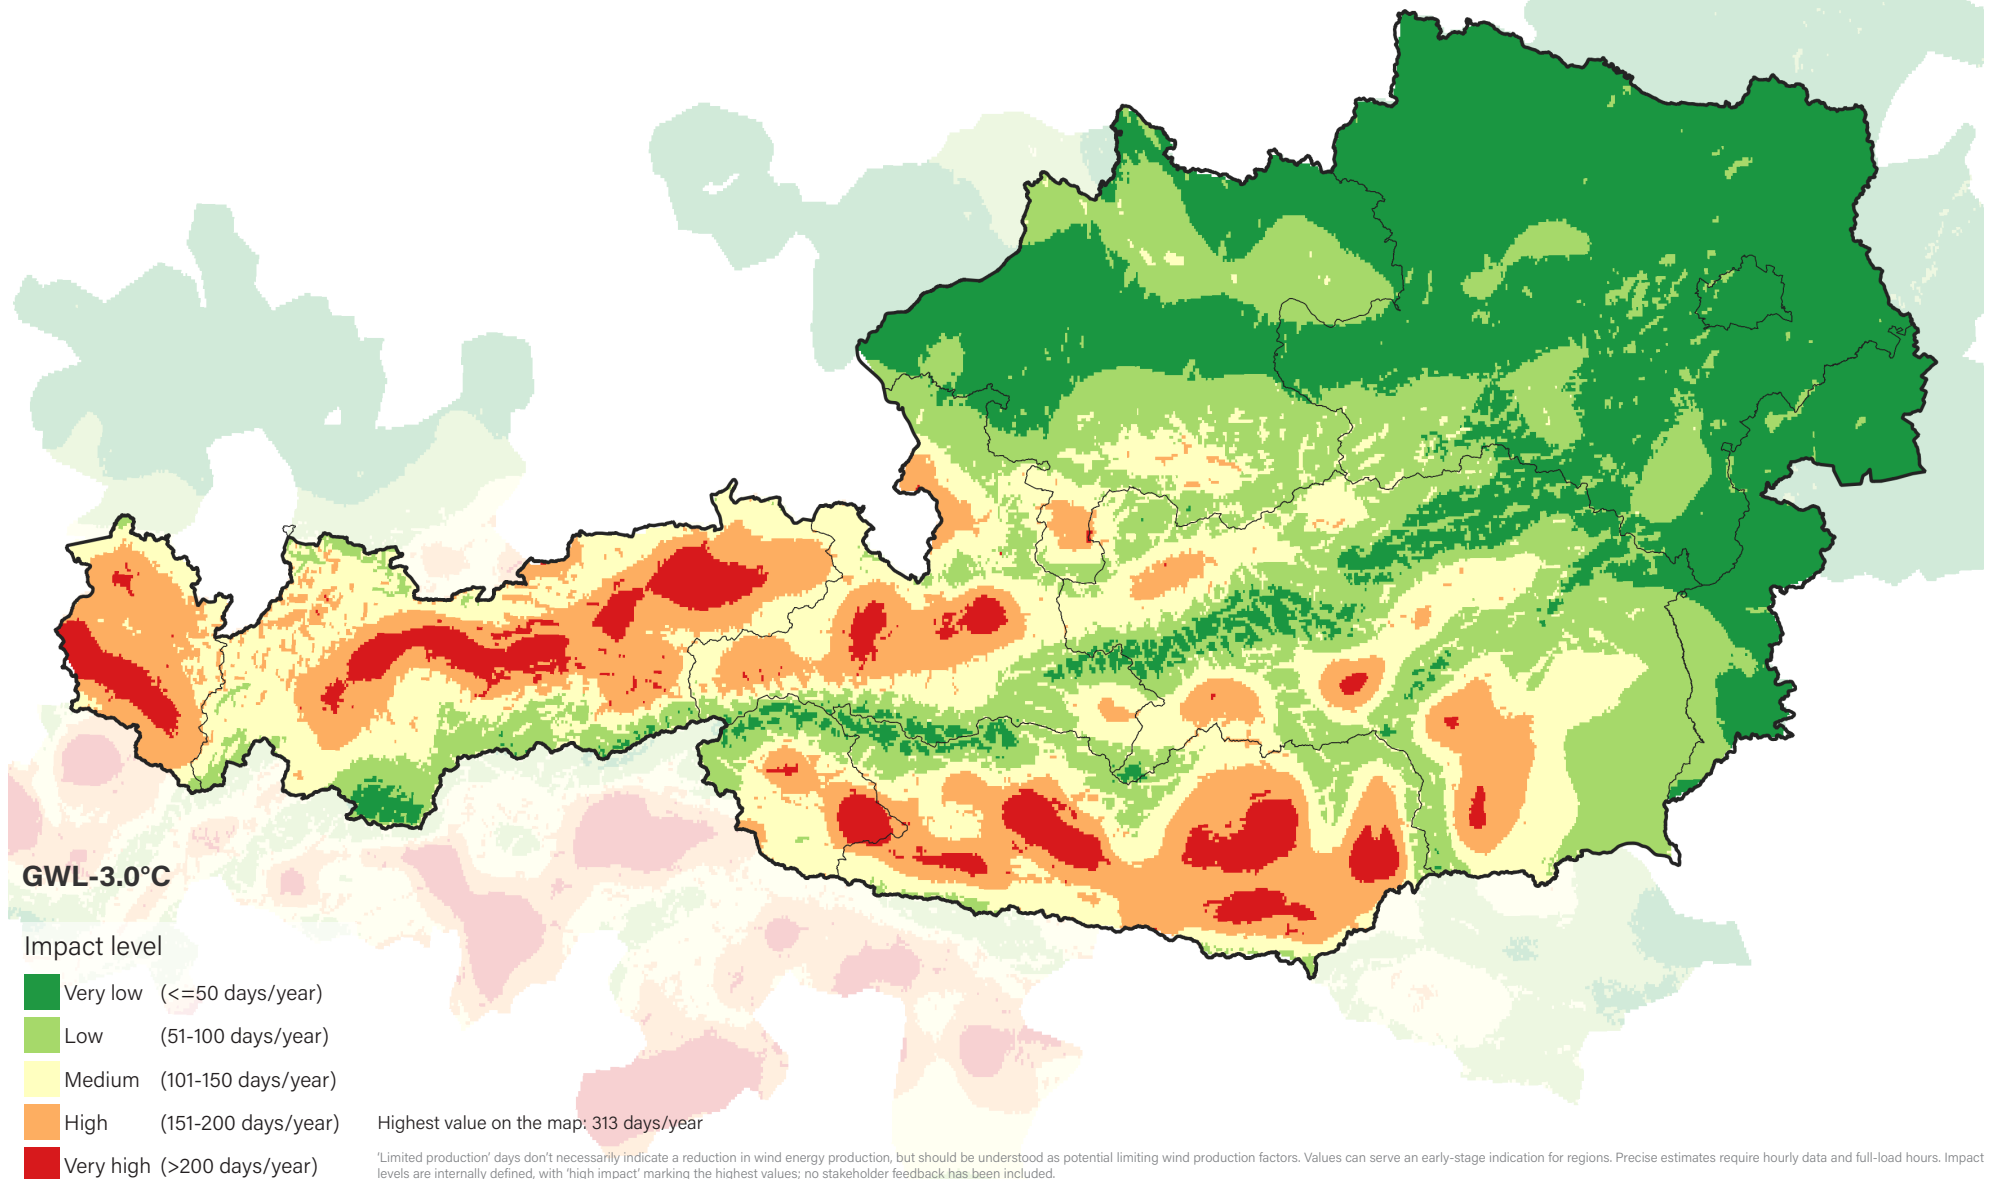 GWL-3.0°C
Impact level
Very low (<=50 days/year)
Low (51-100 days/year)
Medium (101-150 days/year)
High (151-200 days/year)
Highest value on the map: 313 days/year
Very high (>200 days/year)
'Limited production' days don't necessarily indicate a reduction in wind energy production, but should be understood as potential limiting wind production factors. Values can serve an early-stage indication for regions. Precise estimates require hourly data and full-load hours. Impact
levels are internally defined, with 'high impact' marking the highest values; no stakeholder feedback has been included.